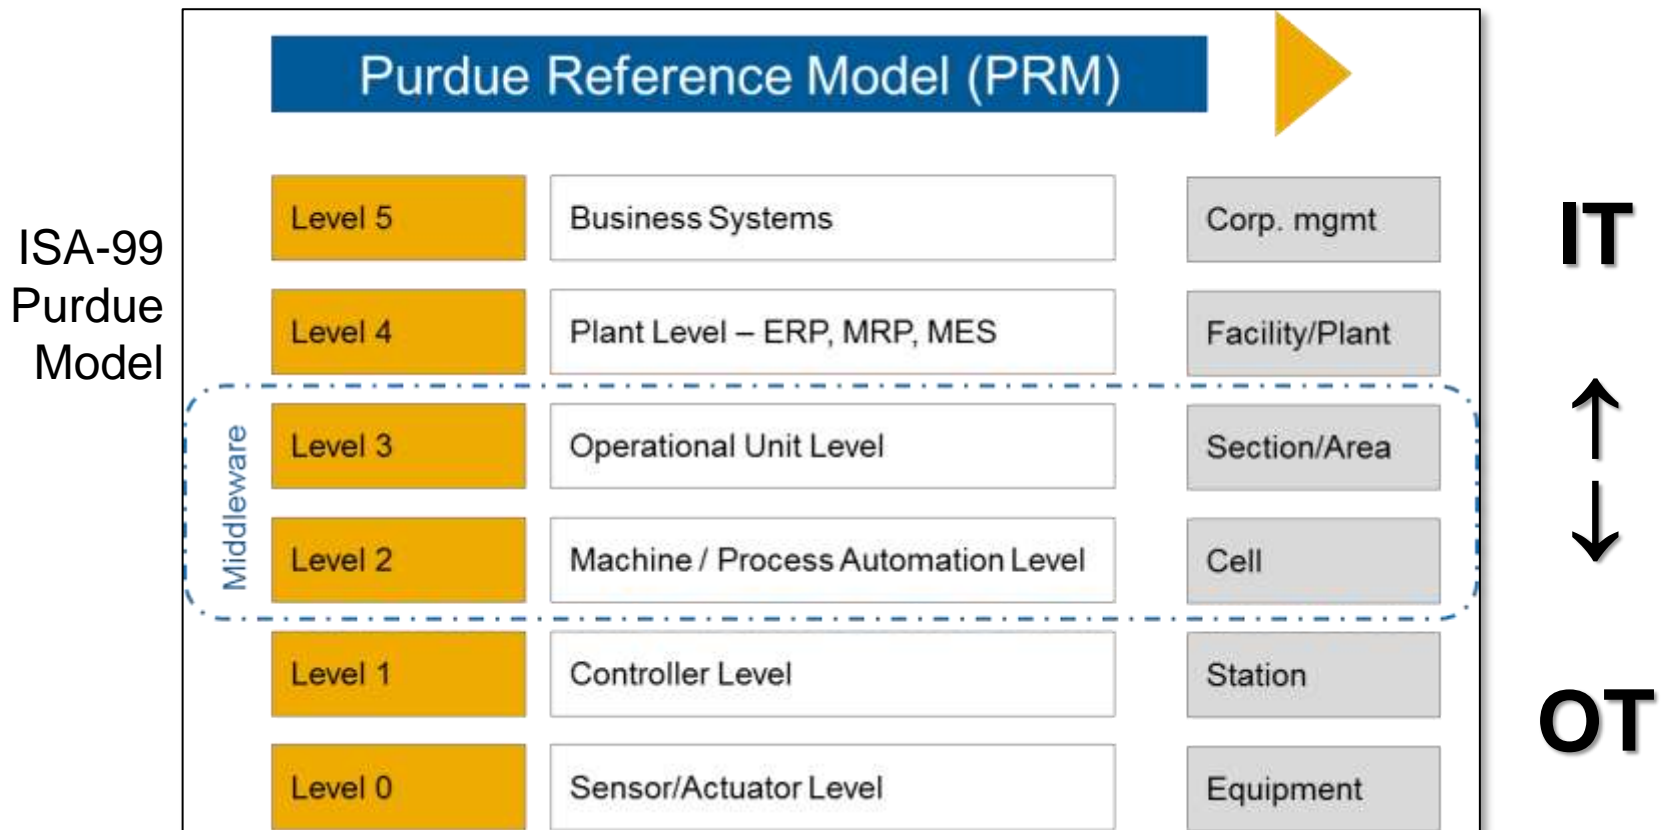 Purdue Reference Model (PRM)
ISA-99
Purdue
Model
Level 5 Business Systems Corp. mgmt
Level 4 Plant Level – ERP, MRP, MES Facility/Plant
Middleware
Level 3 Operational Unit Level Section/Area
Level 2 Machine / Process Automation Level Cell
Level 1 Controller Level Station
Level 0 Sensor/Actuator Level Equipment
IT
↑
↓
OT